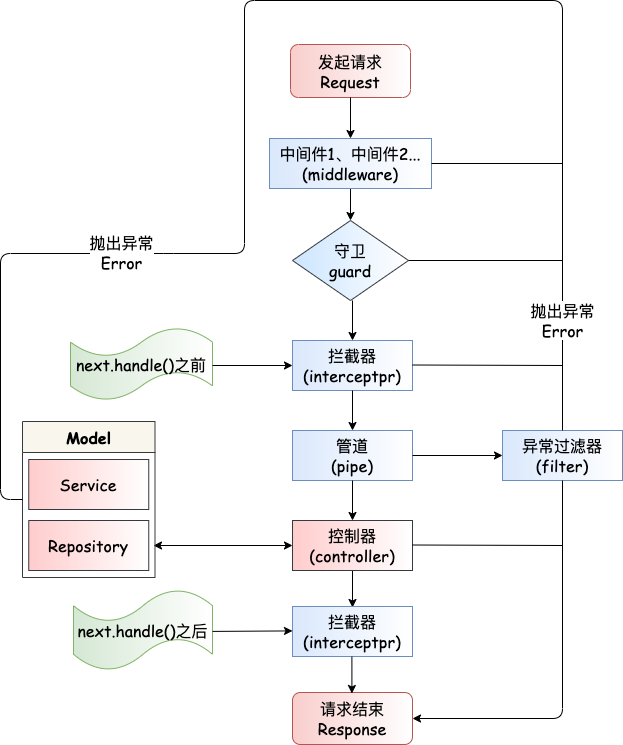 发起请求
Request
中间件1、中间件2...
(middleware)
抛出异常
Error
守卫
guard
抛出异常
Error
next.handle()之前
拦截器
(interceptpr)
Model
Service
Repository
管道
(pipe)
异常过滤器
(filter)
控制器
(controller)
next.handle()之后
拦截器
(interceptpr)
请求结束
Response